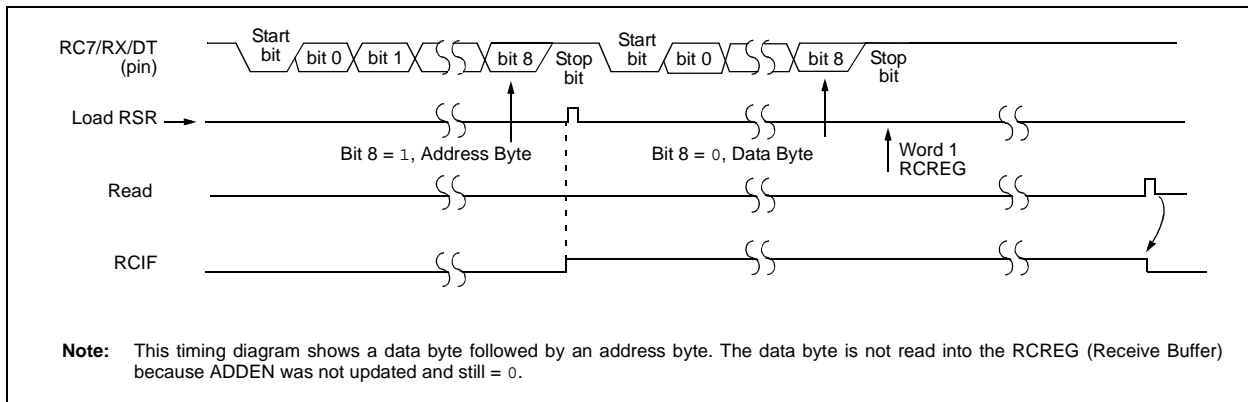 RC7/RX/DT
(pin)
Start
bit
bit 0
bit 1
bit 8
Stop
bit
Start
bit
bit 0
bit 8
Stop
bit
Load RSR
Bit 8 = 1, Address Byte
Bit 8 = 0, Data Byte
Word 1
RCREG
Read
RCIF
Note: This timing diagram shows a data byte followed by an address byte. The data byte is not read into the RCREG (Receive Buffer)
because ADDEN was not updated and still = 0.